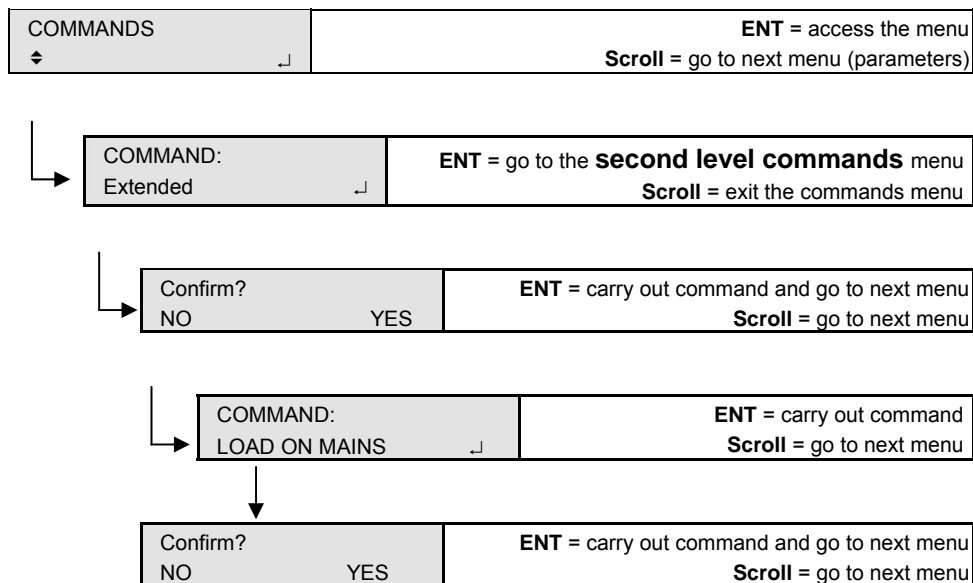 COMMANDS
ENT = access the menu
Scroll = go to next menu (parameters)
COMMAND:
Extended
ENT = go to the second level commands menu
Scroll = exit the commands menu
Confirm?
NO YES
ENT = carry out command and go to next menu
Scroll = go to next menu
COMMAND:
LOAD ON MAINS
ENT = carry out command
Scroll = go to next menu
Confirm?
NO YES
ENT = carry out command and go to next menu
Scroll = go to next menu